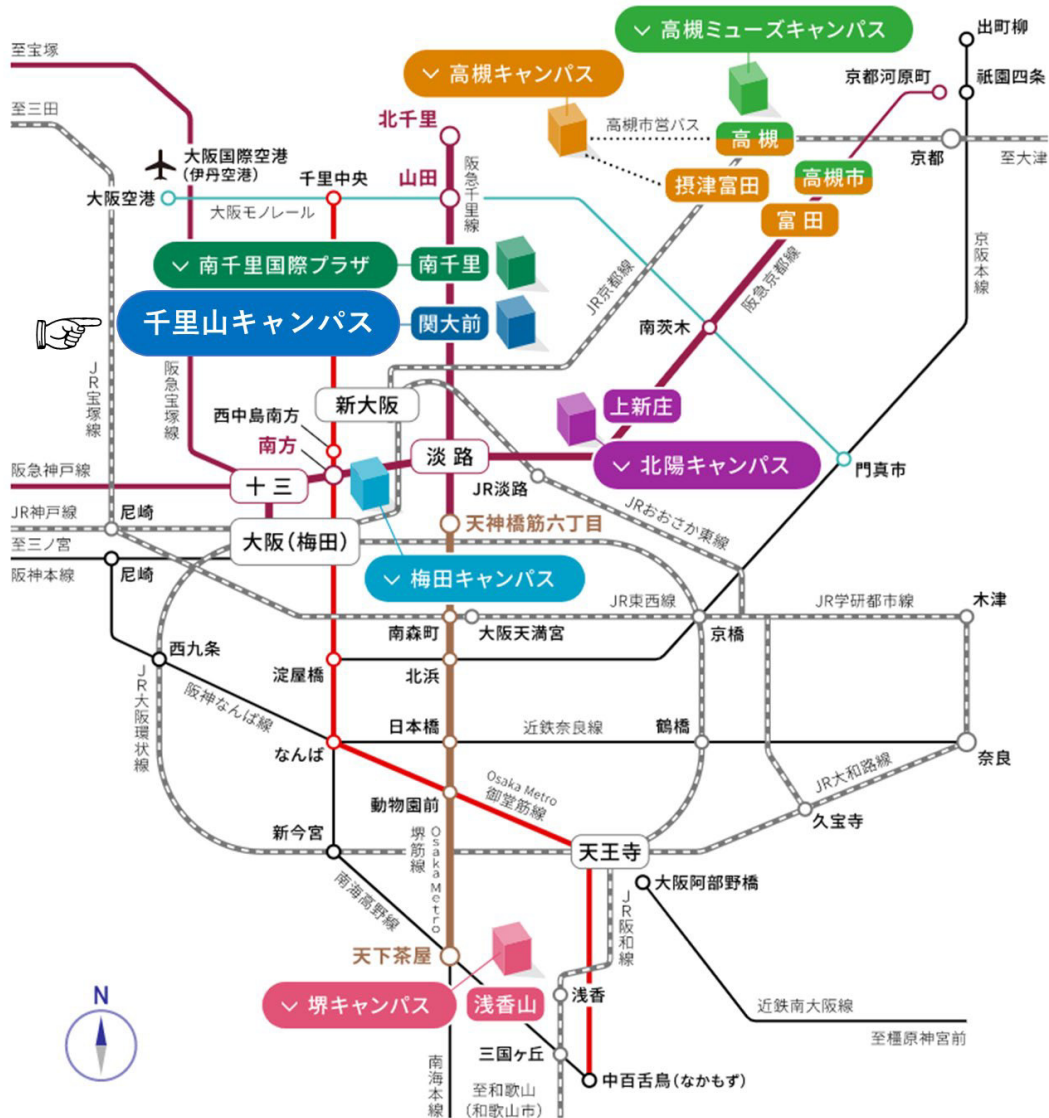 高槻ミューズキャンパス
出町柳
至宝塚
高槻キャンパス
京都河原町
祇園四条
至三田
北千里
高槻市営バス
高槻
京都
至大津
大阪国際空港
(伊丹空港)
千里中央
山田
阪急千里線
摂津富田
高槻市
大阪空港
大阪モノレール
富田
南千里国際プラザ
南千里
JR京都線
阪急京都線
京阪本線
千里山キャンパス
関大前
南茨木
JR宝塚線
阪急宝塚線
新大阪
上新庄
西中島南方
南方
淡路
北陽キャンパス
門真市
阪急神戸線
十三
JR淡路
JR神戸線
尼崎
大阪(梅田)
天神橋筋六丁目
JRおおさか東線
至三ノ宮
阪神本線
尼崎
梅田キャンパス
JR東西線
JR学研都市線
木津
南森町
大阪天満宮
京橋
西九条
淀屋橋
北浜
JR大阪環状線
阪神なんば線
日本橋
近鉄奈良線
鶴橋
なんば
奈良
Osaka Metro
御堂筋線
JR大和路線
動物園前
久宝寺
新今宮
Osaka Metro
堺筋線
天王寺
南海高野線
大阪阿部野橋
JR阪和線
天下茶屋
堺キャンパス
浅香山
浅香
近鉄南大阪線
N
至橿原神宮前
三国ヶ丘
南海本線
中百舌鳥(なかもず)
至和歌山
(和歌山市)